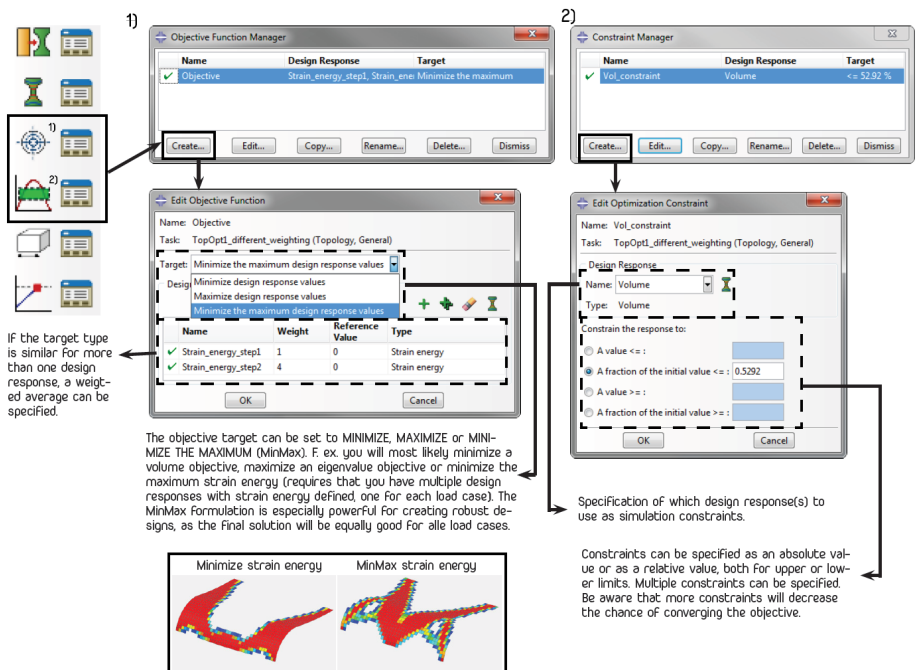 1)
Objective Function Manager
Name Design Response Target
Objective Strain_energy_step1, Strain_ene Minimize the maximum
Create... Edit... Copy... Rename... Delete... Dismiss
2)
Constraint Manager
Name Design Response Target
Vol_constraint Volume <= 52.92 %
Create... Edit... Copy... Rename... Delete... Dismiss
1)
2)
If the target type
is similar for more
than one design
response, a weigt-
ed average can be
specified.
Edit Objective Function
Name: Objective
Task: TopOpt1_different_weighting (Topology, General)
Target: Minimize the maximum design response values
Minimize design response values
Maximize design response values
Minimize the maximum design response values
Desig
Name Weight Reference Value Type
Strain_energy_step1 1 0 Strain energy
Strain_energy_step2 4 0 Strain energy
OK Cancel
Edit Optimization Constraint
Name: Vol_constraint
Task: TopOpt1_different_weighting (Topology, General)
Design Response
Name: Volume
Type: Volume
Constrain the response to:
A value <= :
A fraction of the initial value <= : 0.5292
A value >= :
A fraction of the initial value >= :
OK Cancel
The objective target can be set to MINIMIZE, MAXIMIZE or MINI-
MIZE THE MAXIMUM (MinMax). F. ex. you will most likely minimize a
volume objective, maximize an eigenvalue objective or minimize the
maximum strain energy (requires that you have multiple design
responses with strain energy defined, one for each load case). The
MinMax formulation is especially powerful for creating robust de-
signs, as the final solution will be equally good for alle load cases.
Specification of which design response(s) to
use as simulation constraints.
Constraints can be specified as an absolute val-
ue or as a relative value, both for upper or low-
er limits. Multiple constraints can be specified.
Be aware that more constraints will decrease
the chance of converging the objective.
Minimize strain energy MinMax strain energy